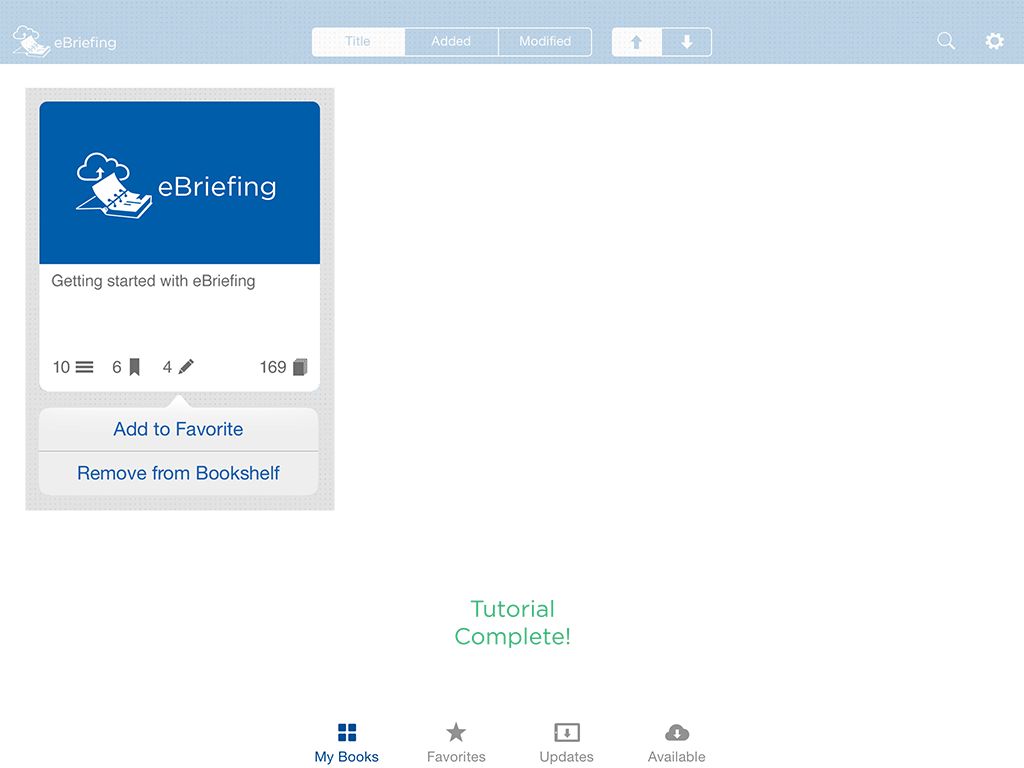 eBriefing
Title Added Modified
eBriefing
Getting started with eBriefing
10 6 4 169
Add to Favorite
Remove from Bookshelf
Tutorial
Complete!
My Books Favorites Updates Available